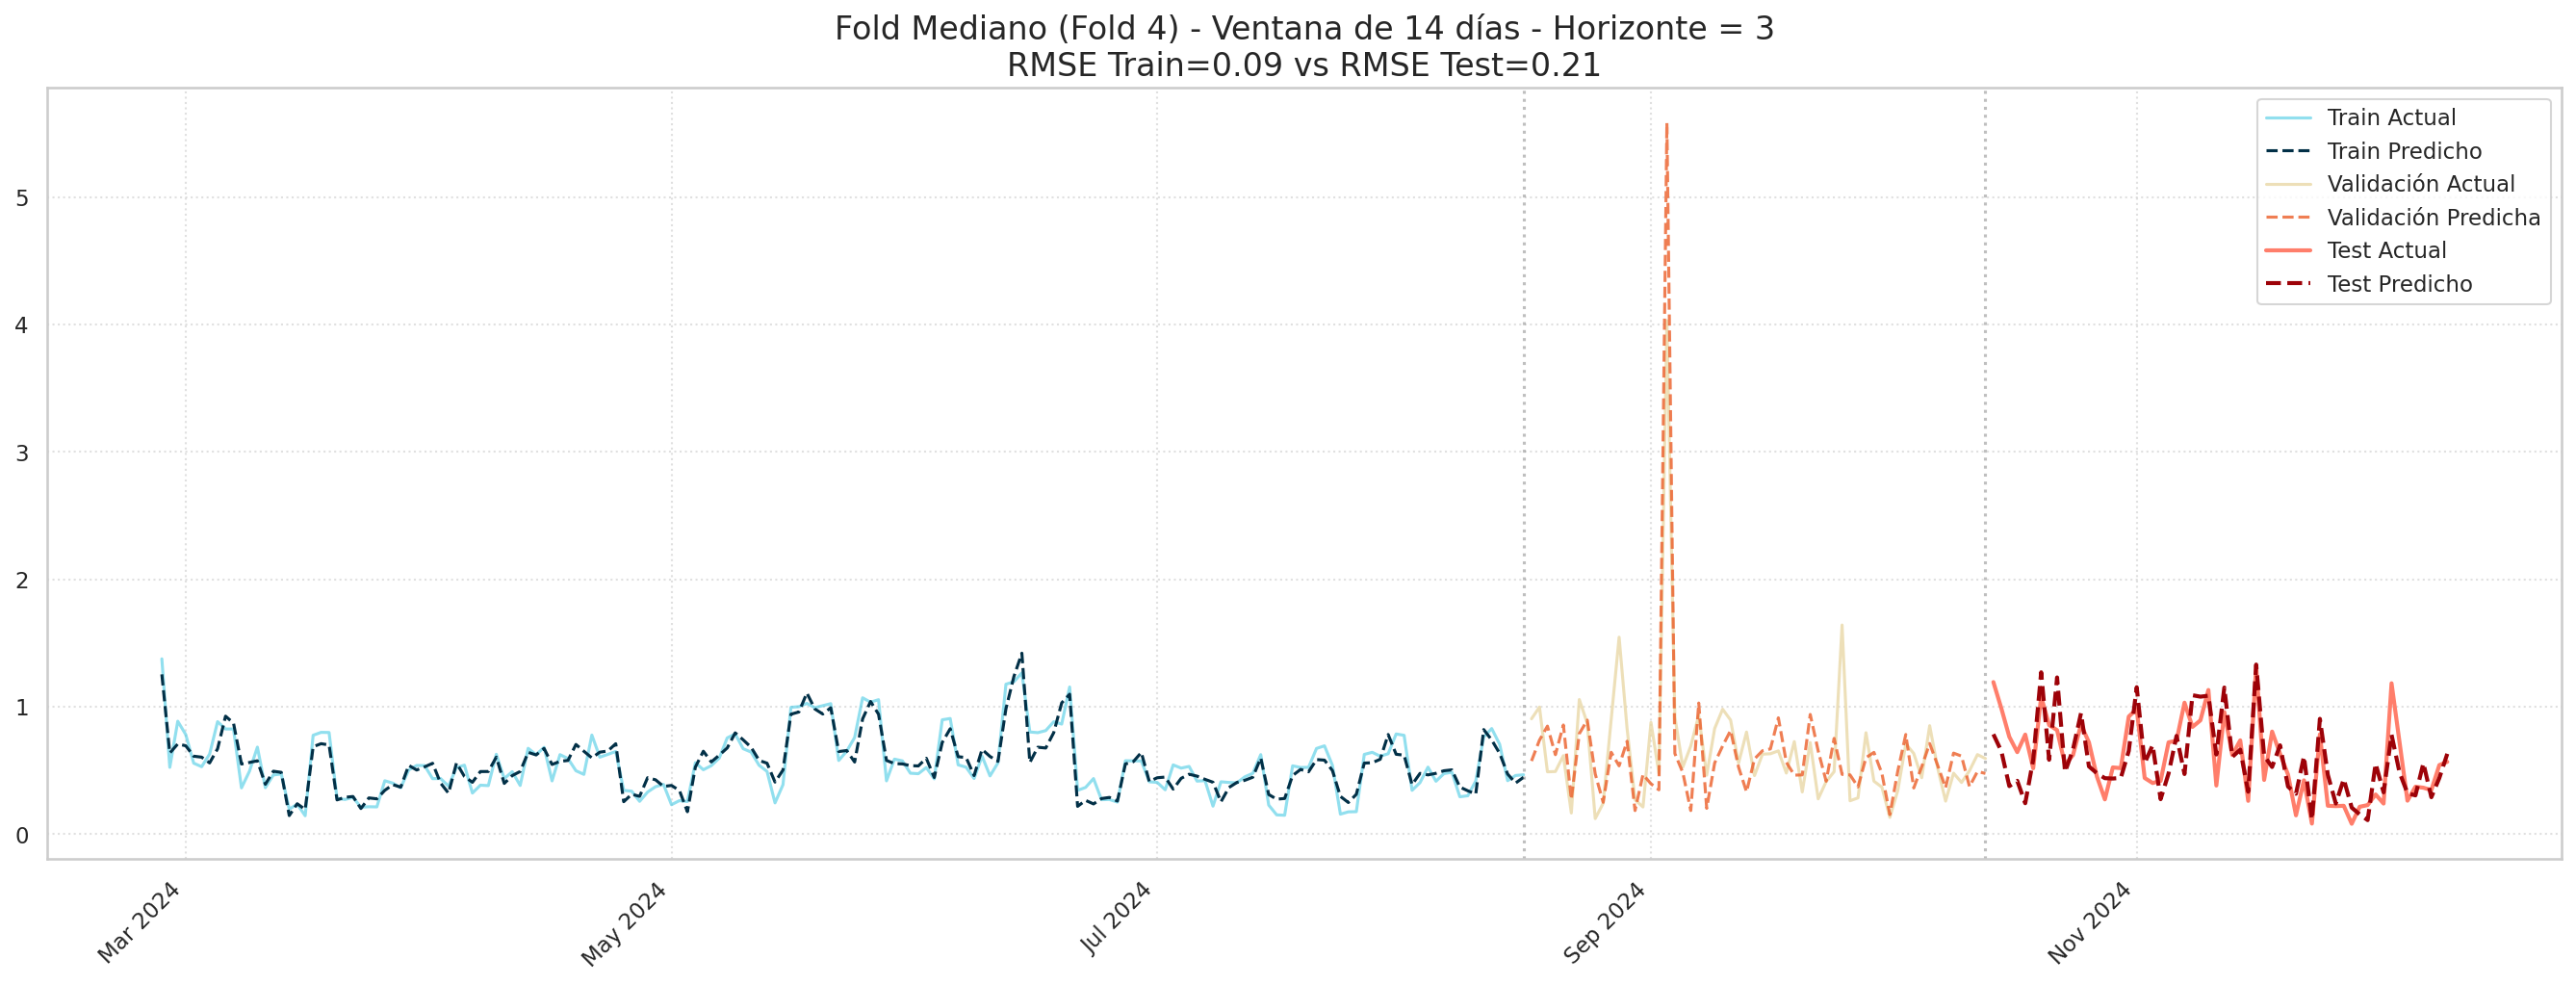 Fold Mediano (Fold 4) - Ventana de 14 días - Horizonte = 3
RMSE Train=0.09 vs RMSE Test=0.21
Train Actual
Train Predicho
Validación Actual
Validación Predicha
Test Actual
Test Predicho
5
4
3
2
1
0
Mar 2024
May 2024
Jul 2024
Sep 2024
Nov 2024